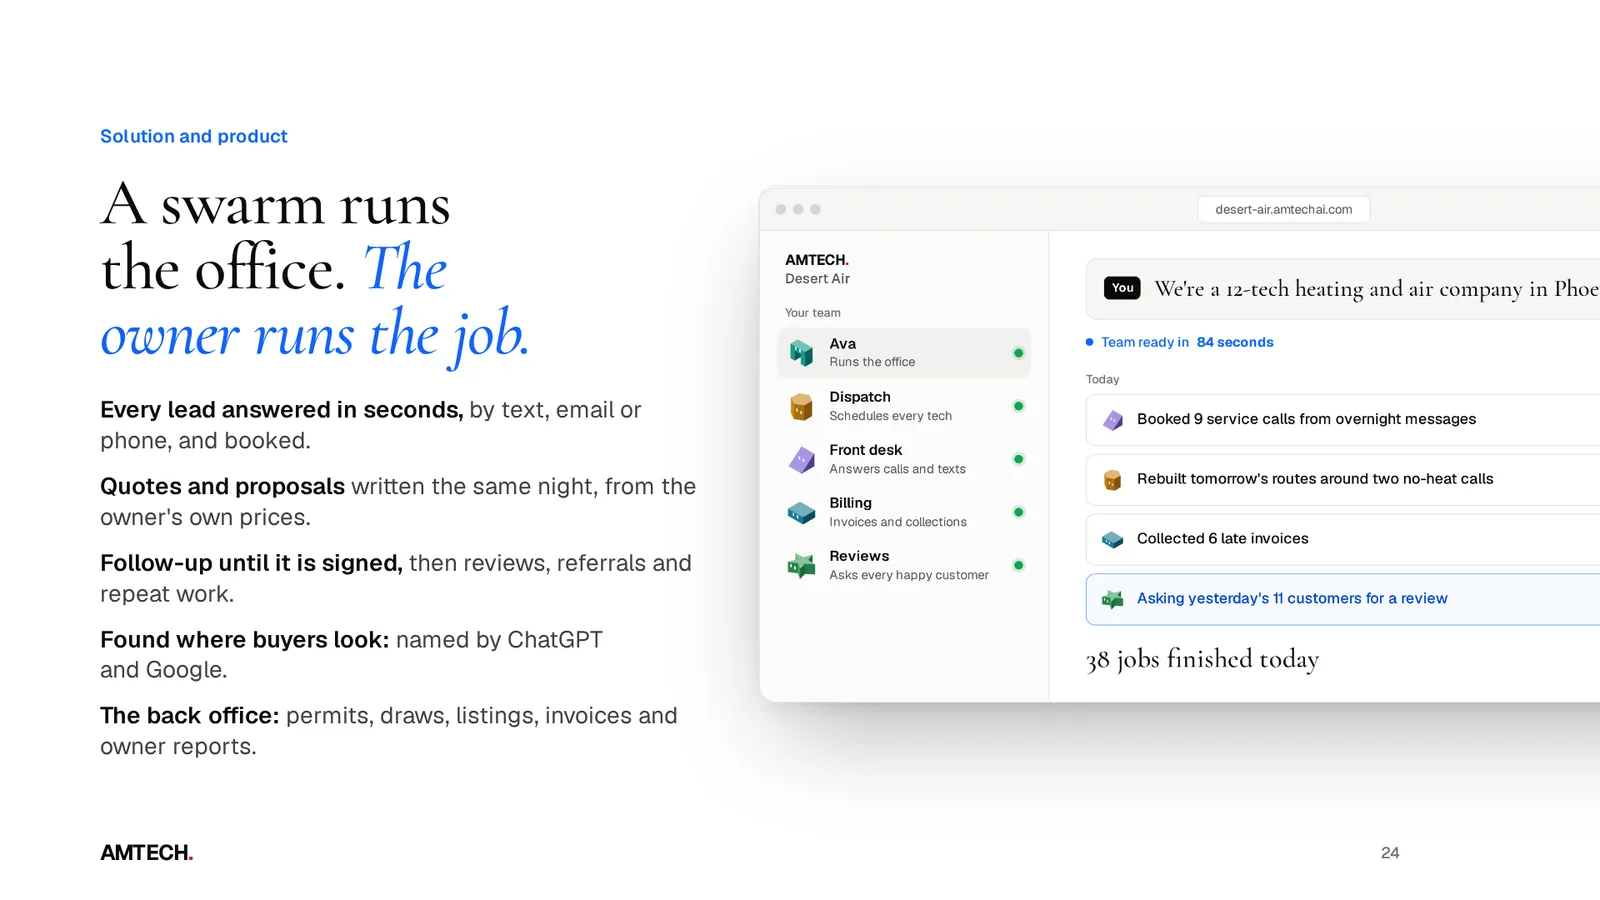 Solution and product
A swarm runs
the office. The
owner runs the job.
Every lead answered in seconds, by text, email or
phone, and booked.
Quotes and proposals written the same night, from the
owner's own prices.
Follow-up until it is signed, then reviews, referrals and
repeat work.
Found where buyers look: named by ChatGPT
and Google.
The back office: permits, draws, listings, invoices and
owner reports.
desert-air.amtechai.com
AMTECH.
Desert Air
Your team
Ava
Runs the office
Dispatch
Schedules every tech
Front desk
Answers calls and texts
Billing
Invoices and collections
Reviews
Asks every happy customer
You We're a 12-tech heating and air company in Phoe
Team ready in 84 seconds
Today
Booked 9 service calls from overnight messages
Rebuilt tomorrow's routes around two no-heat calls
Collected 6 late invoices
Asking yesterday's 11 customers for a review
38 jobs finished today
AMTECH.
24